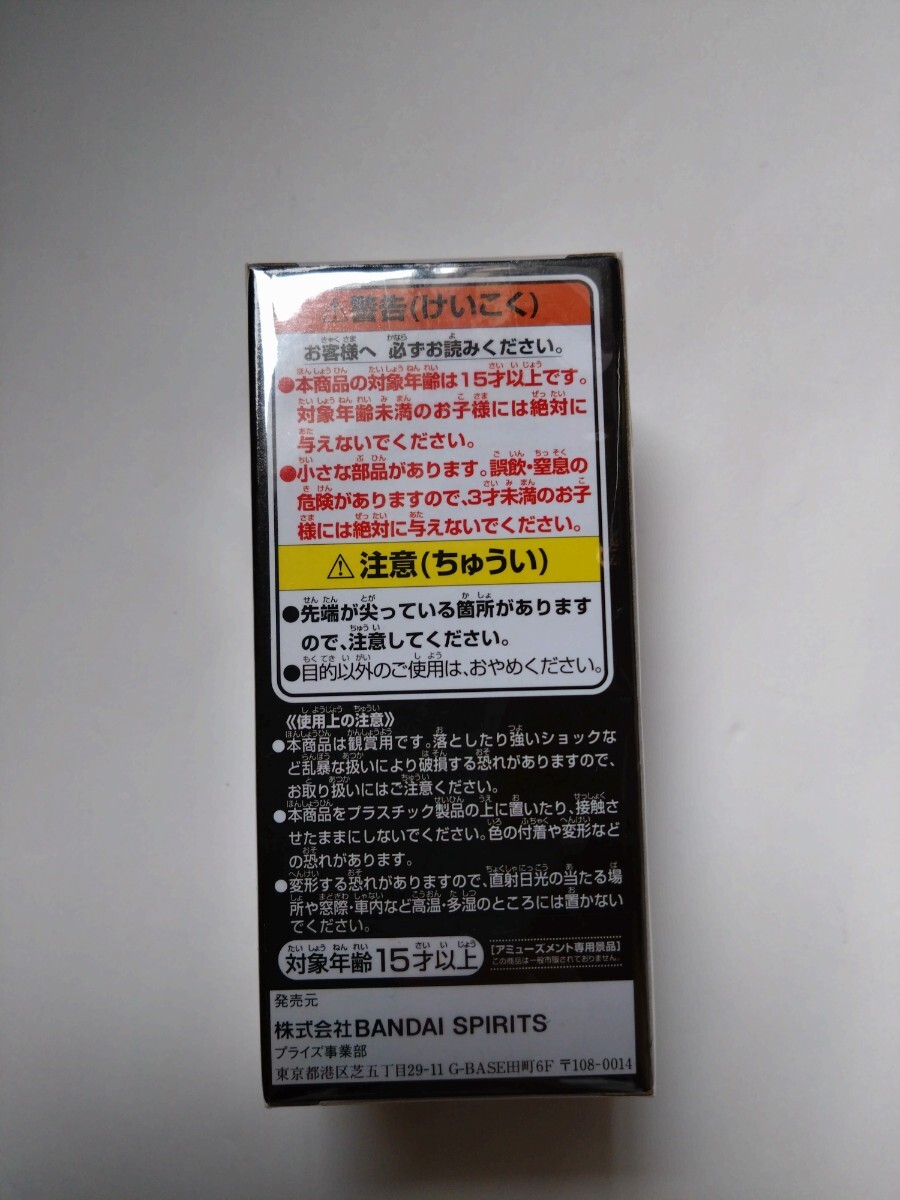 ⚠警告(けいこく)
お客様へ 必ずお読みください。
●本商品の対象年齢は15才以上です。
対象年齢未満のお子様には絶対に
与えないでください。
●小さな部品があります。誤飲・窒息の
危険がありますので、3才未満のお子
様には絶対に与えないでください。
⚠注意(ちゅうい)
●先端が尖っている箇所があります
ので、注意してください。
●目的以外のご使用は、おやめください。
《使用上の注意》
●本商品は観賞用です。落としたり強いショックな
ど乱暴な扱いにより破損する恐れがありますので、
お取り扱いにはご注意ください。
●本商品をプラスチック製品の上に置いたり、接触さ
せたままにしないでください。色の付着や変形など
の恐れがあります。
●変形する恐れがありますので、直射日光の当たる場
所や窓際・車内など高温・多湿のところには置かない
でください。
対象年齢15才以上
[アミューズメント専用景品]
この商品は一般市販されておりません。
発売元
株式会社BANDAI SPIRITS
プライズ事業部
東京都港区芝五丁目29-11 G-BASE田町6F 〒108-0014